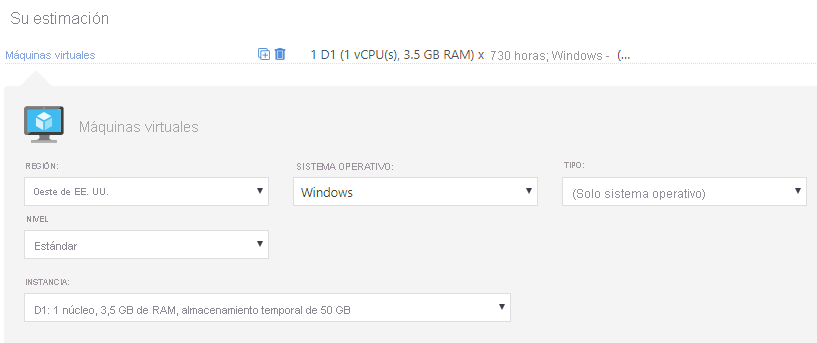 Su estimación
Máquinas virtuales 1 D1 (1 vCPU(s), 3.5 GB RAM) x 730 horas; Windows - (...
Máquinas virtuales
REGIÓN: SISTEMA OPERATIVO: TIPO:
Oeste de EE. UU. Windows (Solo sistema operativo)
NIVEL
Estándar
INSTANCIA:
D1: 1 núcleo, 3,5 GB de RAM, almacenamiento temporal de 50 GB